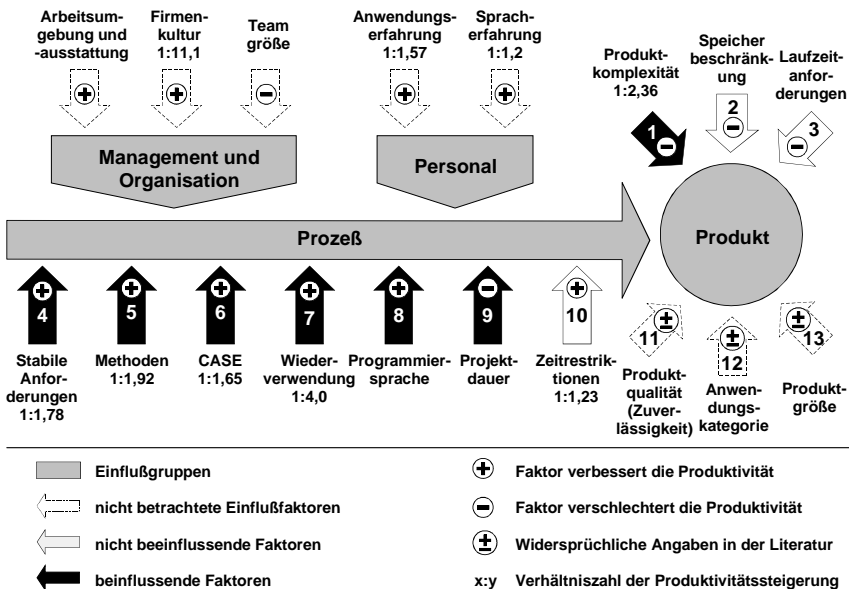 Arbeitsum-
gebung und
-ausstattung
Firmen-
kultur
1:11,1
Team
größe
Anwendungs-
erfahrung
1:1,57
Sprach-
erfahrung
1:1,2
Produkt-
komplexität
1:2,36
Speicher
beschränk-
ung
Laufzeit
anfor-
derungen
1
2
3
Management und
Organisation
Personal
Prozeß
Produkt
4
5
6
7
8
9
10
11
12
13
Stabile
Anfor-
derungen
1:1,78
Methoden
1:1,92
CASE
1:1,65
Wieder-
verwendung
1:4,0
Programmier-
sprache
Projekt-
dauer
Zeitrestrik-
tionen
1:1,23
Produkt-
qualität
(Zuver-
lässigkeit)
Anwen-
dungs-
kategorie
Produkt-
größe
Einflußgruppen
nicht betrachtete Einflußfaktoren
nicht beeinflussende Faktoren
beinflussende Faktoren
Faktor verbessert die Produktivität
Faktor verschlechtert die Produktivität
Widersprüchliche Angaben in der Literatur
x:y Verhältniszahl der Produktivitätssteigerung